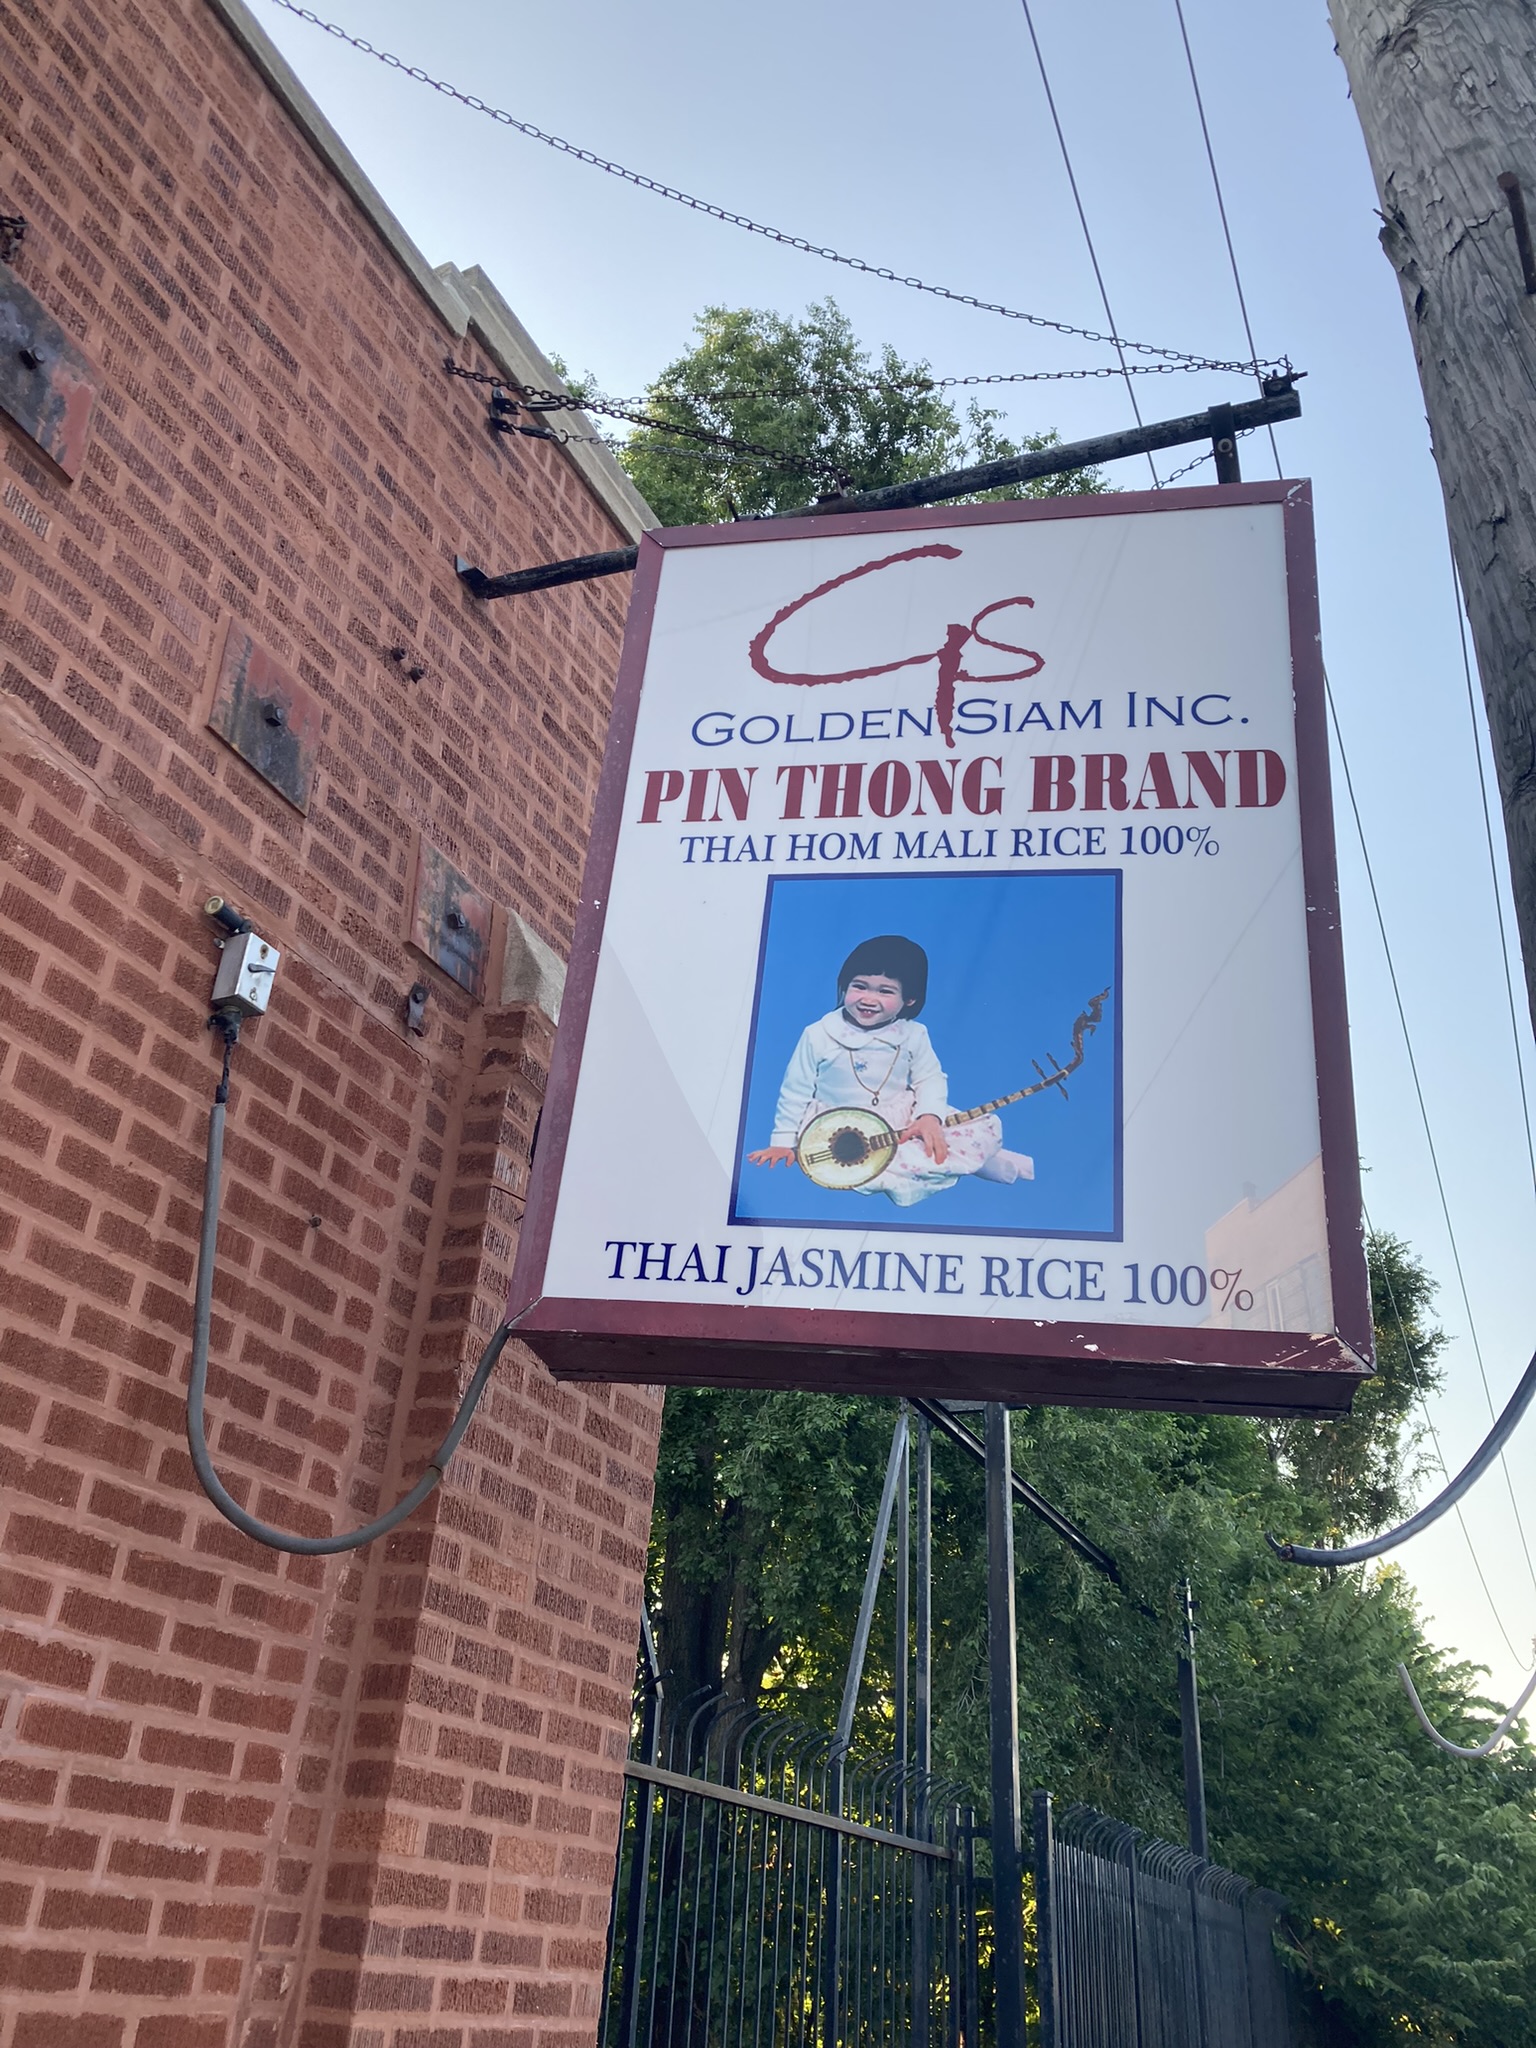 GS
GOLDEN SIAM INC.
PIN THONG BRAND
THAI HOM MALI RICE 100%
THAI JASMINE RICE 100%